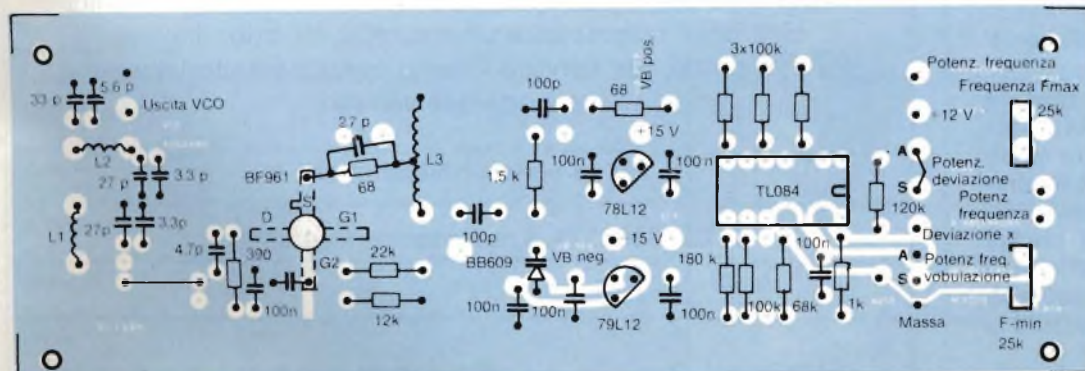 33 p
5.6 p
Uscita VCO
L2
27 p
3.3 p
27p
3.3p
L1
4.7p
390
100n
BF961
S
D
G1
G2
2.7 p
68
L3
22k
12k
100p
68
VB pos.
+15 V
1,5 k
100n
100n
78L12
100p
BB609
VB neg
- 15 V
100n
100n
79L12
100n
3x100k
TL084
180 k
100k
68k
100n
1k
120k
Potenz. frequenza
Frequenza Fmax
25k
+12 V
A
Potenz.
deviazione
S
Potenz
frequenza
Deviazione x
A
Potenz freq.
vobulazione
S
Massa
F-min
25k